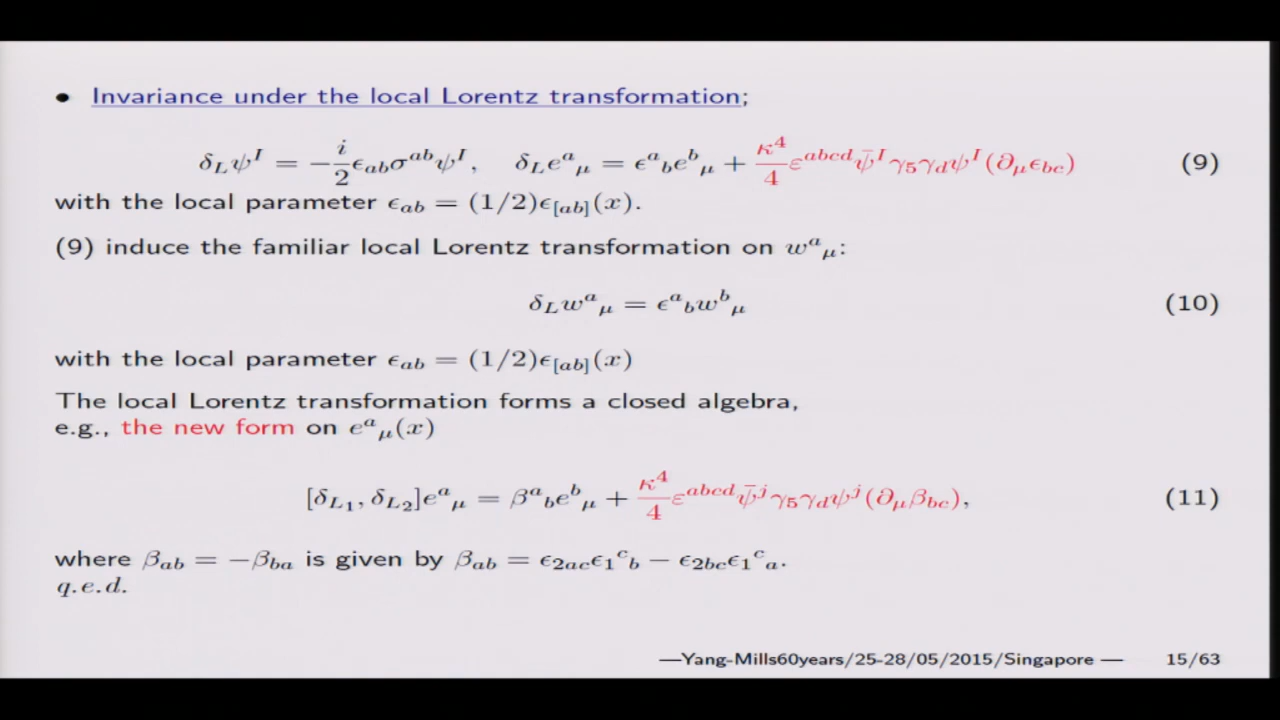 • Invariance under the local Lorentz transformation;
δ_L ψ^I = −(i/2) ϵ_{ab} σ^{ab} ψ^I,   δ_L e^a_μ = ϵ^a_b e^b_μ + (κ^4/4) ε^{abcd} ψ̄^I γ_5 γ_d ψ^I (∂_μ ϵ_{bc})   (9)
with the local parameter ϵ_{ab} = (1/2)ϵ_{[ab]}(x).
(9) induce the familiar local Lorentz transformation on w^a_μ:
δ_L w^a_μ = ϵ^a_b w^b_μ   (10)
with the local parameter ϵ_{ab} = (1/2)ϵ_{[ab]}(x)
The local Lorentz transformation forms a closed algebra,
e.g., the new form on e^a_μ(x)
[δ_{L_1}, δ_{L_2}] e^a_μ = β^a_b e^b_μ + (κ^4/4) ε^{abcd} ψ̄^j γ_5 γ_d ψ^j (∂_μ β_{bc}),   (11)
where β_{ab} = −β_{ba} is given by β_{ab} = ϵ_{2ac} ϵ_1^c_b − ϵ_{2bc} ϵ_1^c_a.
q.e.d.
—Yang-Mills60years/25-28/05/2015/Singapore —   15/63